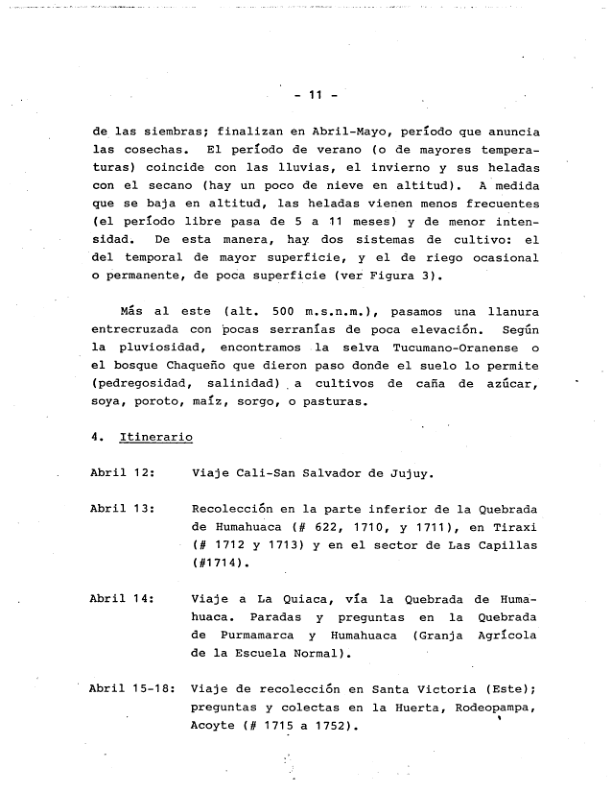 - 11 -
de las siembras; finalizan en Abril-Mayo, período que anuncia
las cosechas. El período de verano (o de mayores tempera-
turas) coincide con las lluvias, el invierno y sus heladas
con el secano (hay un poco de nieve en altitud). A medida
que se baja en altitud, las heladas vienen menos frecuentes
(el período libre pasa de 5 a 11 meses) y de menor inten-
sidad. De esta manera, hay dos sistemas de cultivo: el
del temporal de mayor superficie, y el de riego ocasional
o permanente, de poca superficie (ver Figura 3).
Más al este (alt. 500 m.s.n.m.), pasamos una llanura
entrecruzada con pocas serranías de poca elevación. Según
la pluviosidad, encontramos la selva Tucumano-Oranense o
el bosque Chaqueño que dieron paso donde el suelo lo permite
(pedregosidad, salinidad) a cultivos de caña de azúcar,
soya, poroto, maíz, sorgo, o pasturas.
4. Itinerario
Abril 12: Viaje Cali-San Salvador de Jujuy.
Abril 13: Recolección en la parte inferior de la Quebrada
de Humahuaca (# 622, 1710, y 1711), en Tiraxi
(# 1712 y 1713) y en el sector de Las Capillas
(#1714).
Abril 14: Viaje a La Quiaca, vía la Quebrada de Huma-
huaca. Paradas y preguntas en la Quebrada
de Purmamarca y Humahuaca (Granja Agrícola
de la Escuela Normal).
Abril 15-18: Viaje de recolección en Santa Victoria (Este);
preguntas y colectas en la Huerta, Rodeopampa,
Acoyte (# 1715 a 1752).